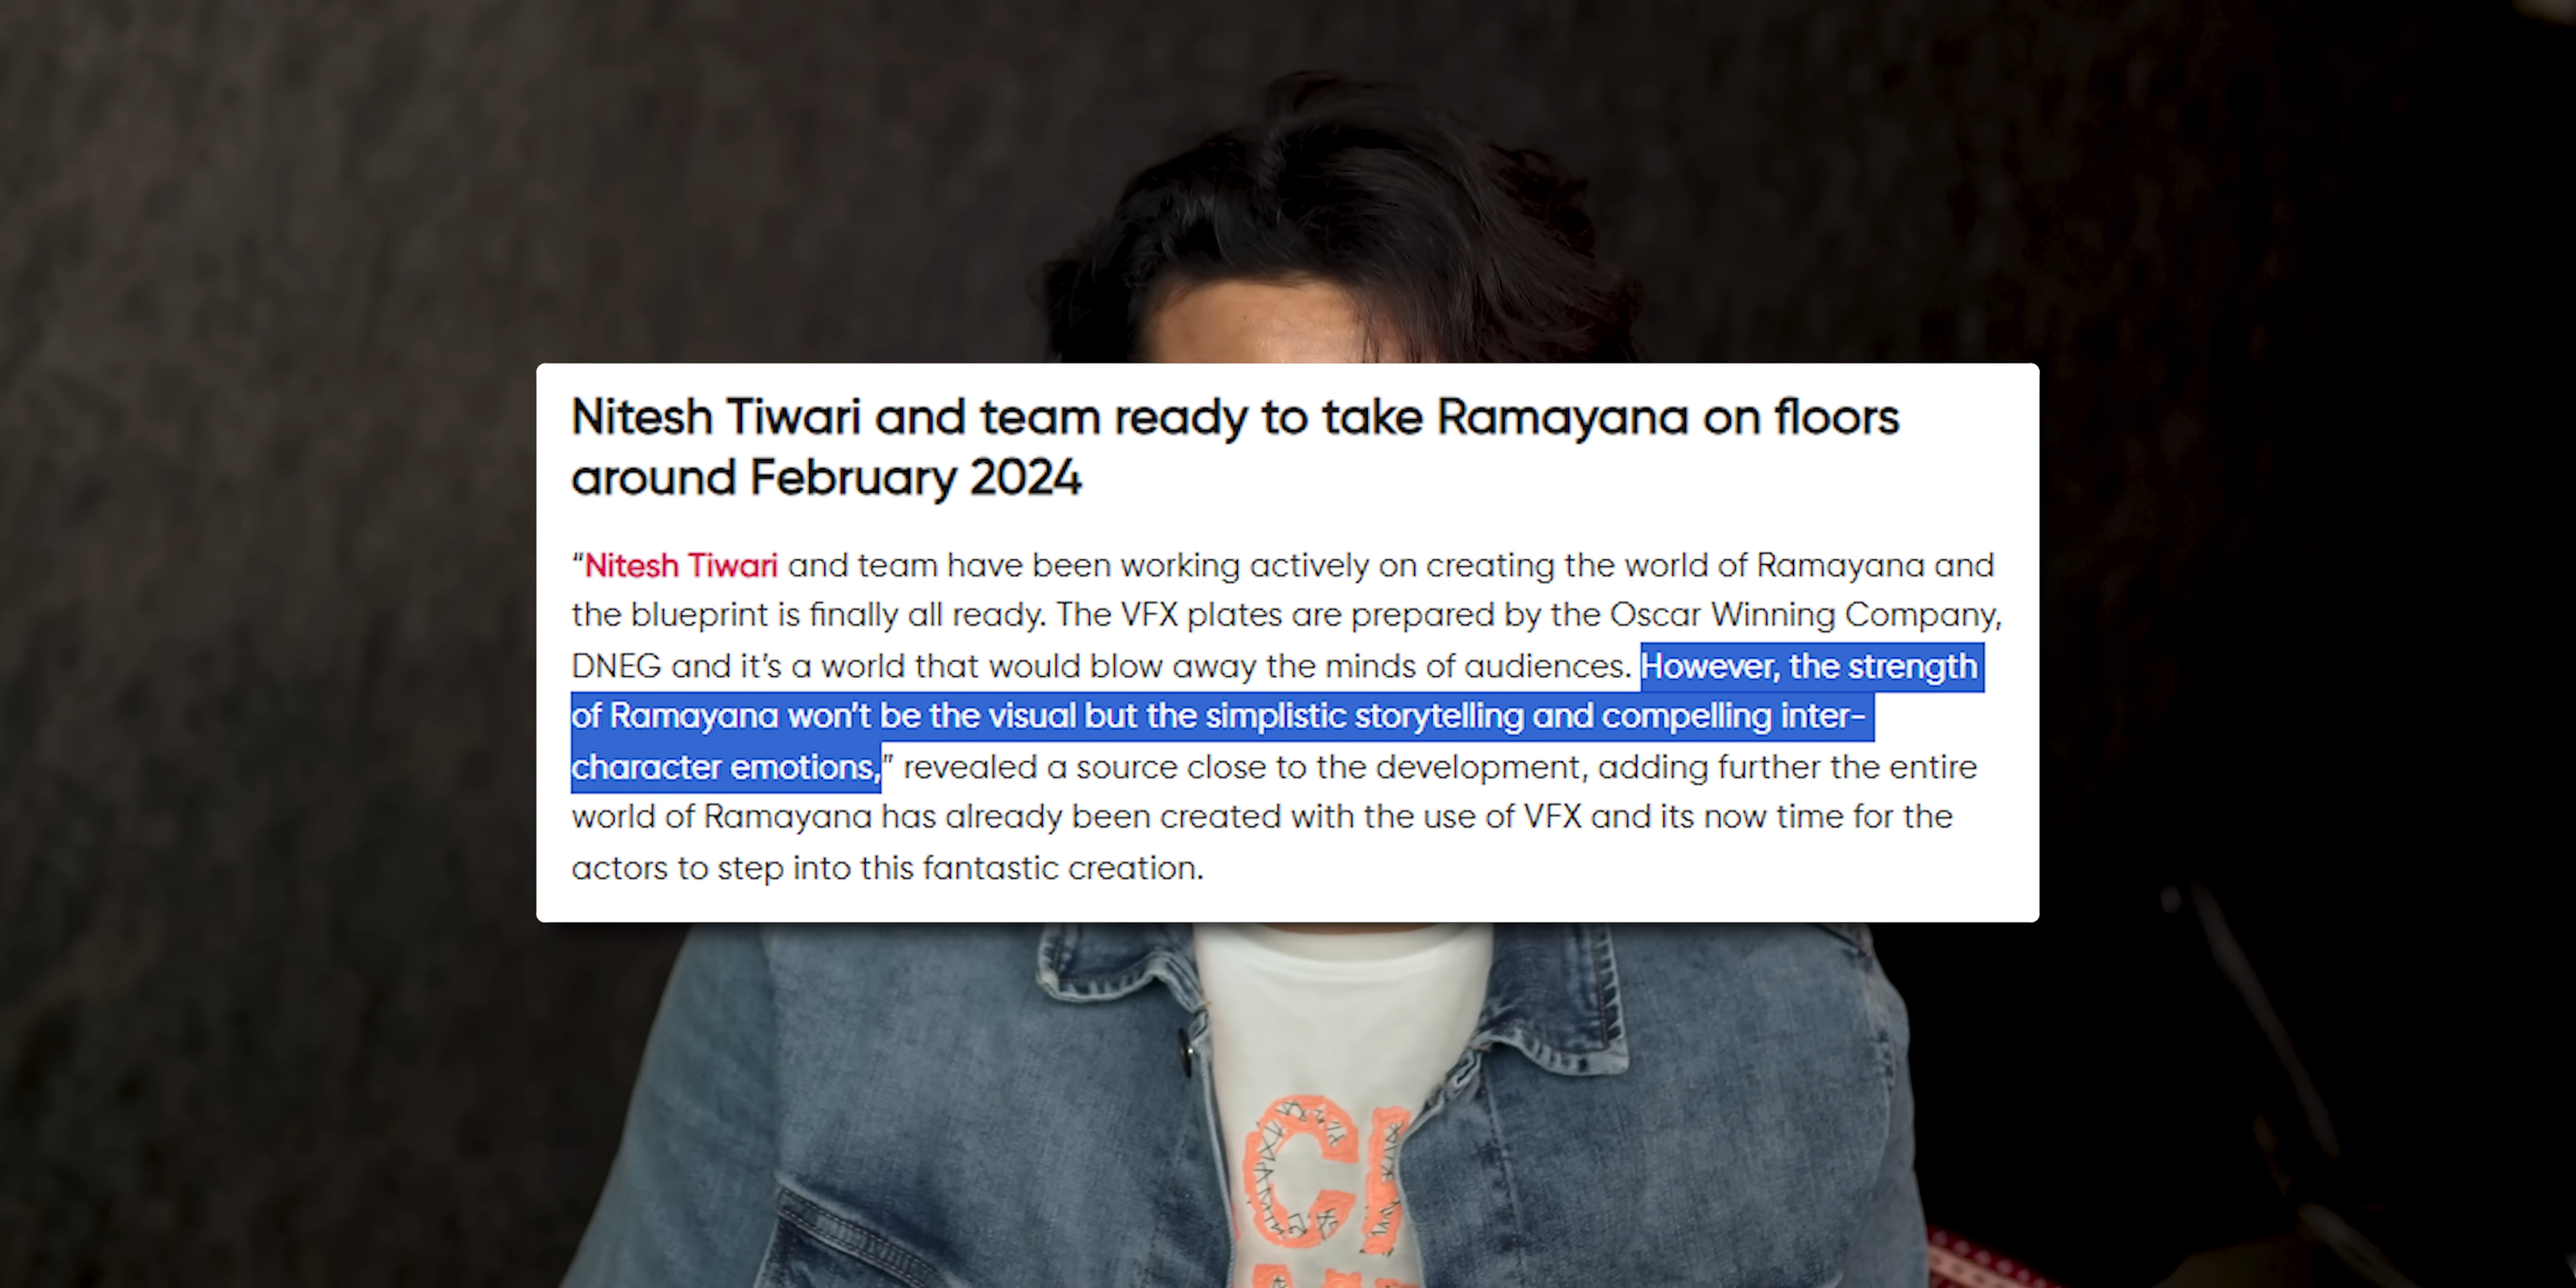 Nitesh Tiwari and team ready to take Ramayana on floors
around February 2024
“Nitesh Tiwari and team have been working actively on creating the world of Ramayana and
the blueprint is finally all ready. The VFX plates are prepared by the Oscar Winning Company,
DNEG and it’s a world that would blow away the minds of audiences. However, the strength
of Ramayana won’t be the visual but the simplistic storytelling and compelling inter-
character emotions,” revealed a source close to the development, adding further the entire
world of Ramayana has already been created with the use of VFX and its now time for the
actors to step into this fantastic creation.